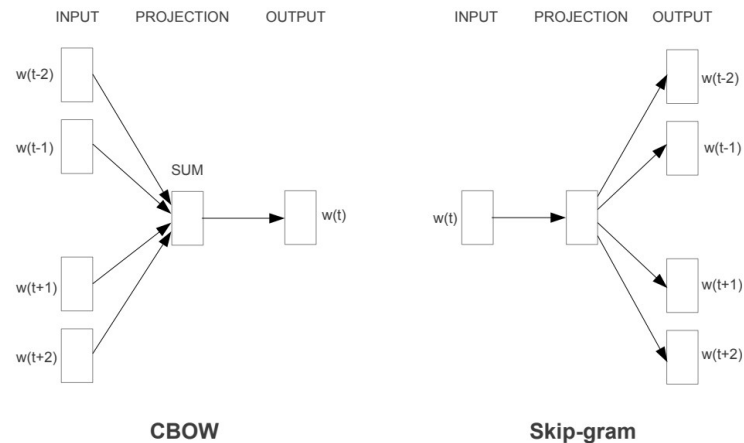 INPUT PROJECTION OUTPUT
w(t-2)
w(t-1)
SUM
w(t)
w(t+1)
w(t+2)
CBOW
INPUT PROJECTION OUTPUT
w(t-2)
w(t-1)
w(t)
w(t+1)
w(t+2)
Skip-gram